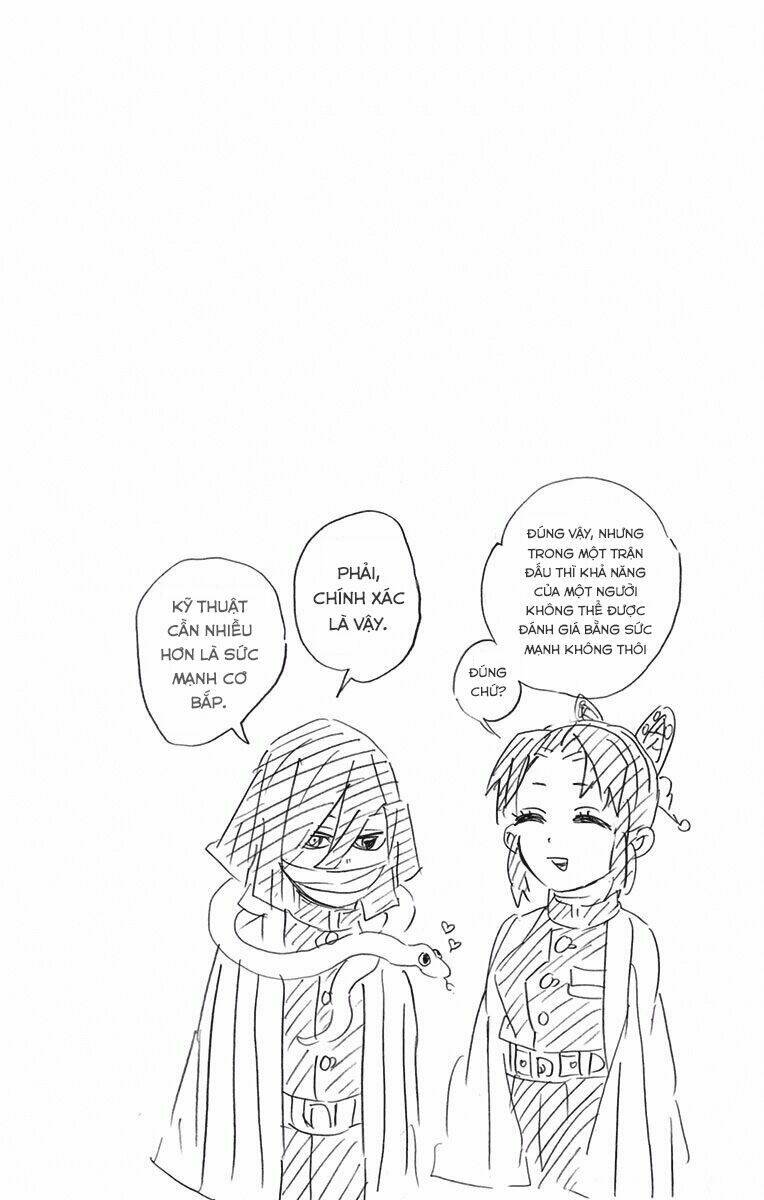 ĐÚNG VẬY, NHƯNG
TRONG MỘT TRẬN
ĐẤU THÌ KHẢ NĂNG
CỦA MỘT NGƯỜI
KHÔNG THỂ ĐƯỢC
ĐÁNH GIÁ BẰNG SỨC
MẠNH KHÔNG THÔI
ĐÚNG
CHỨ?
PHẢI,
CHÍNH XÁC
LÀ VẬY.
KỸ THUẬT
CẦN NHIỀU
HƠN LÀ SỨC
MẠNH CƠ
BẮP.